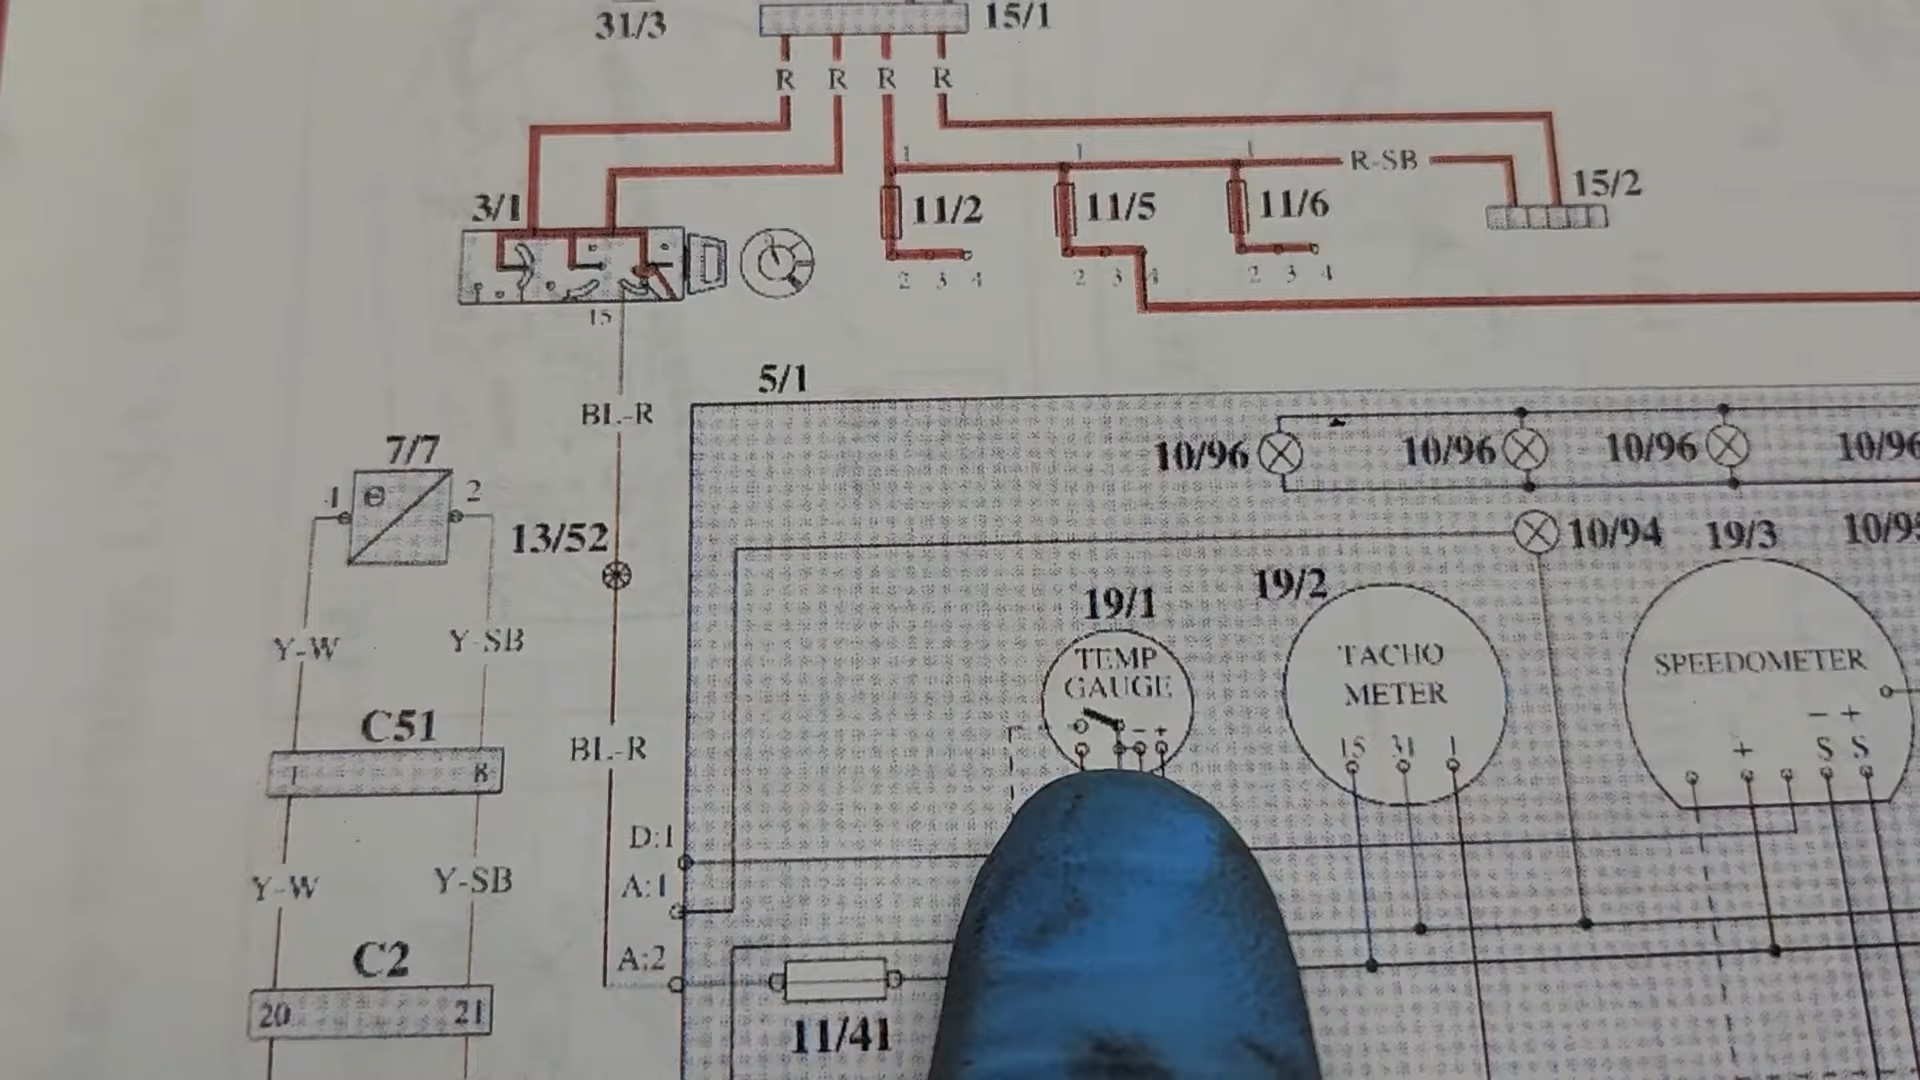 31/3
15/1
R R R R
1 1 1
R-SB
15/2
3/1
11/2 11/5 11/6
2 3 4 2 3 4 2 3 4
15
5/1
BL-R
10/96 10/96 10/96 10/96
7/7
1 2
13/52
10/94 19/3
19/1 19/2
Y-W Y-SB
TEMP
GAUGE
TACHO
METER
SPEEDOMETER
C51
- +
- +
15 31 1
+ S S
BL-R
1 8
D:1
A:1
Y-W Y-SB
A:2
C2
20 21
11/41